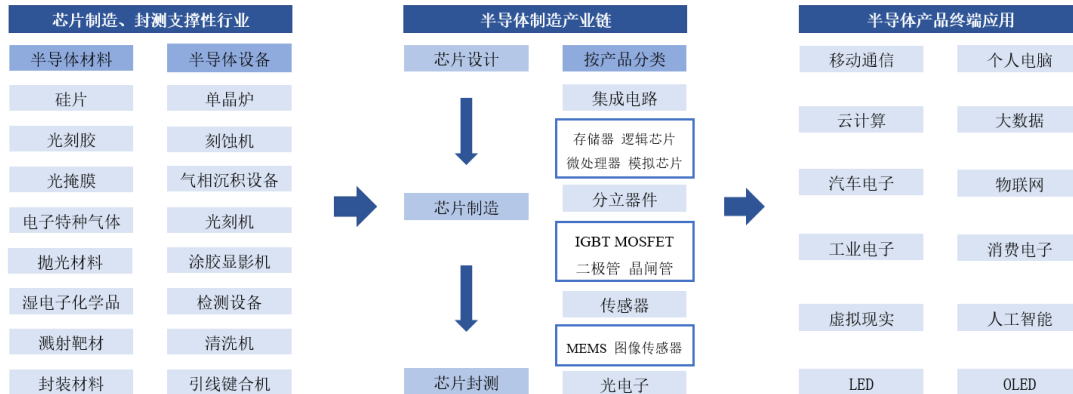 芯片制造、封测支撑性行业
半导体材料
半导体设备
硅片
单晶炉
光刻胶
刻蚀机
光掩膜
气相沉积设备
电子特种气体
光刻机
抛光材料
涂胶显影机
湿电子化学品
检测设备
溅射靶材
清洗机
封装材料
引线键合机
半导体制造产业链
芯片设计
芯片制造
芯片封测
按产品分类
集成电路
存储器 逻辑芯片
微处理器 模拟芯片
分立器件
IGBT MOSFET
二极管 晶闸管
传感器
MEMS 图像传感器
光电子
半导体产品终端应用
移动通信
个人电脑
云计算
大数据
汽车电子
物联网
工业电子
消费电子
虚拟现实
人工智能
LED
OLED